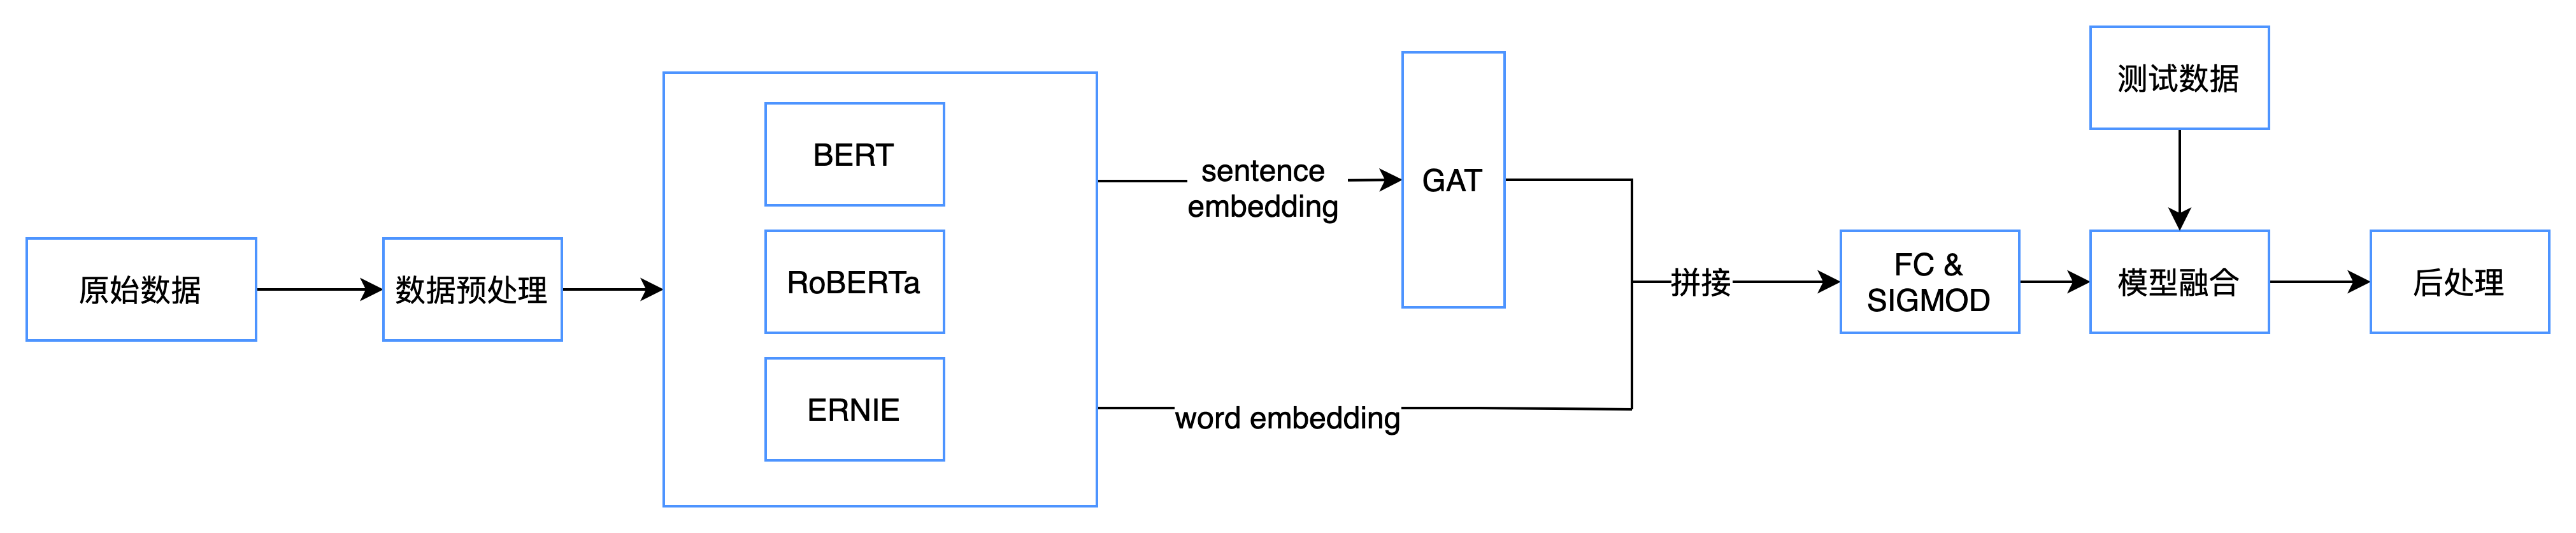 原始数据
数据预处理
BERT
RoBERTa
ERNIE
sentence
embedding
word embedding
GAT
拼接
FC &
SIGMOD
测试数据
模型融合
后处理